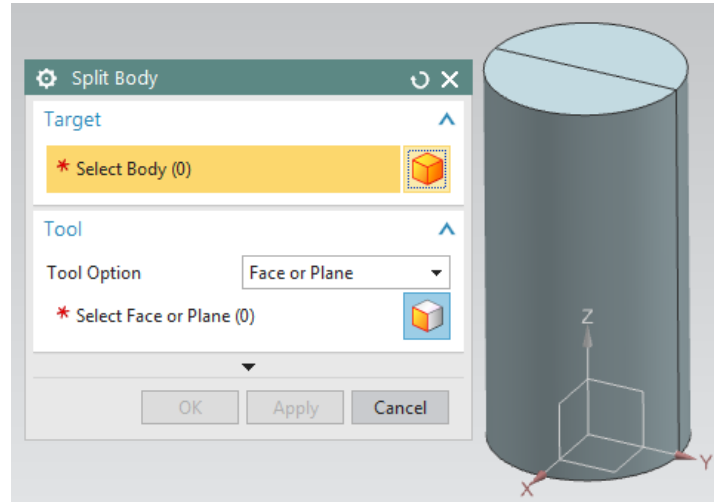 Split Body
Target
* Select Body (0)
Tool
Tool Option Face or Plane
* Select Face or Plane (0)
OK Apply Cancel
Z
Y
X